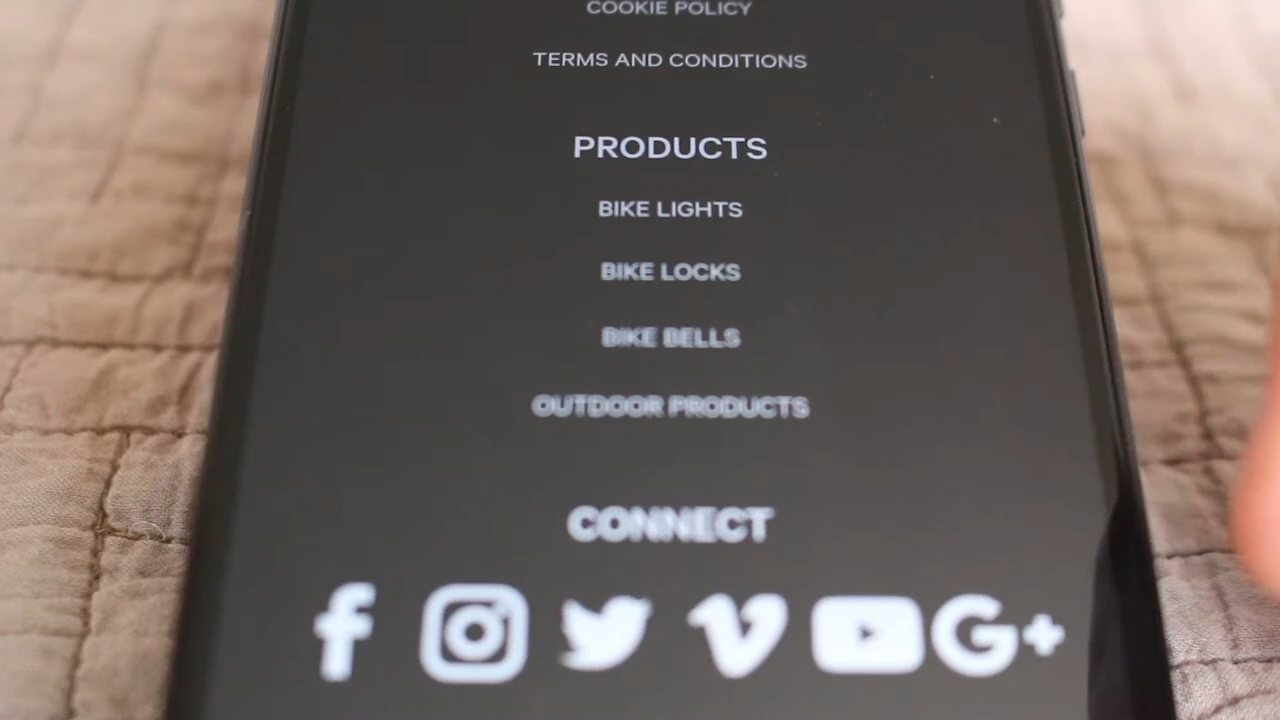 COOKIE POLICY
TERMS AND CONDITIONS
PRODUCTS
BIKE LIGHTS
BIKE LOCKS
BIKE BELLS
OUTDOOR PRODUCTS
CONNECT
G+